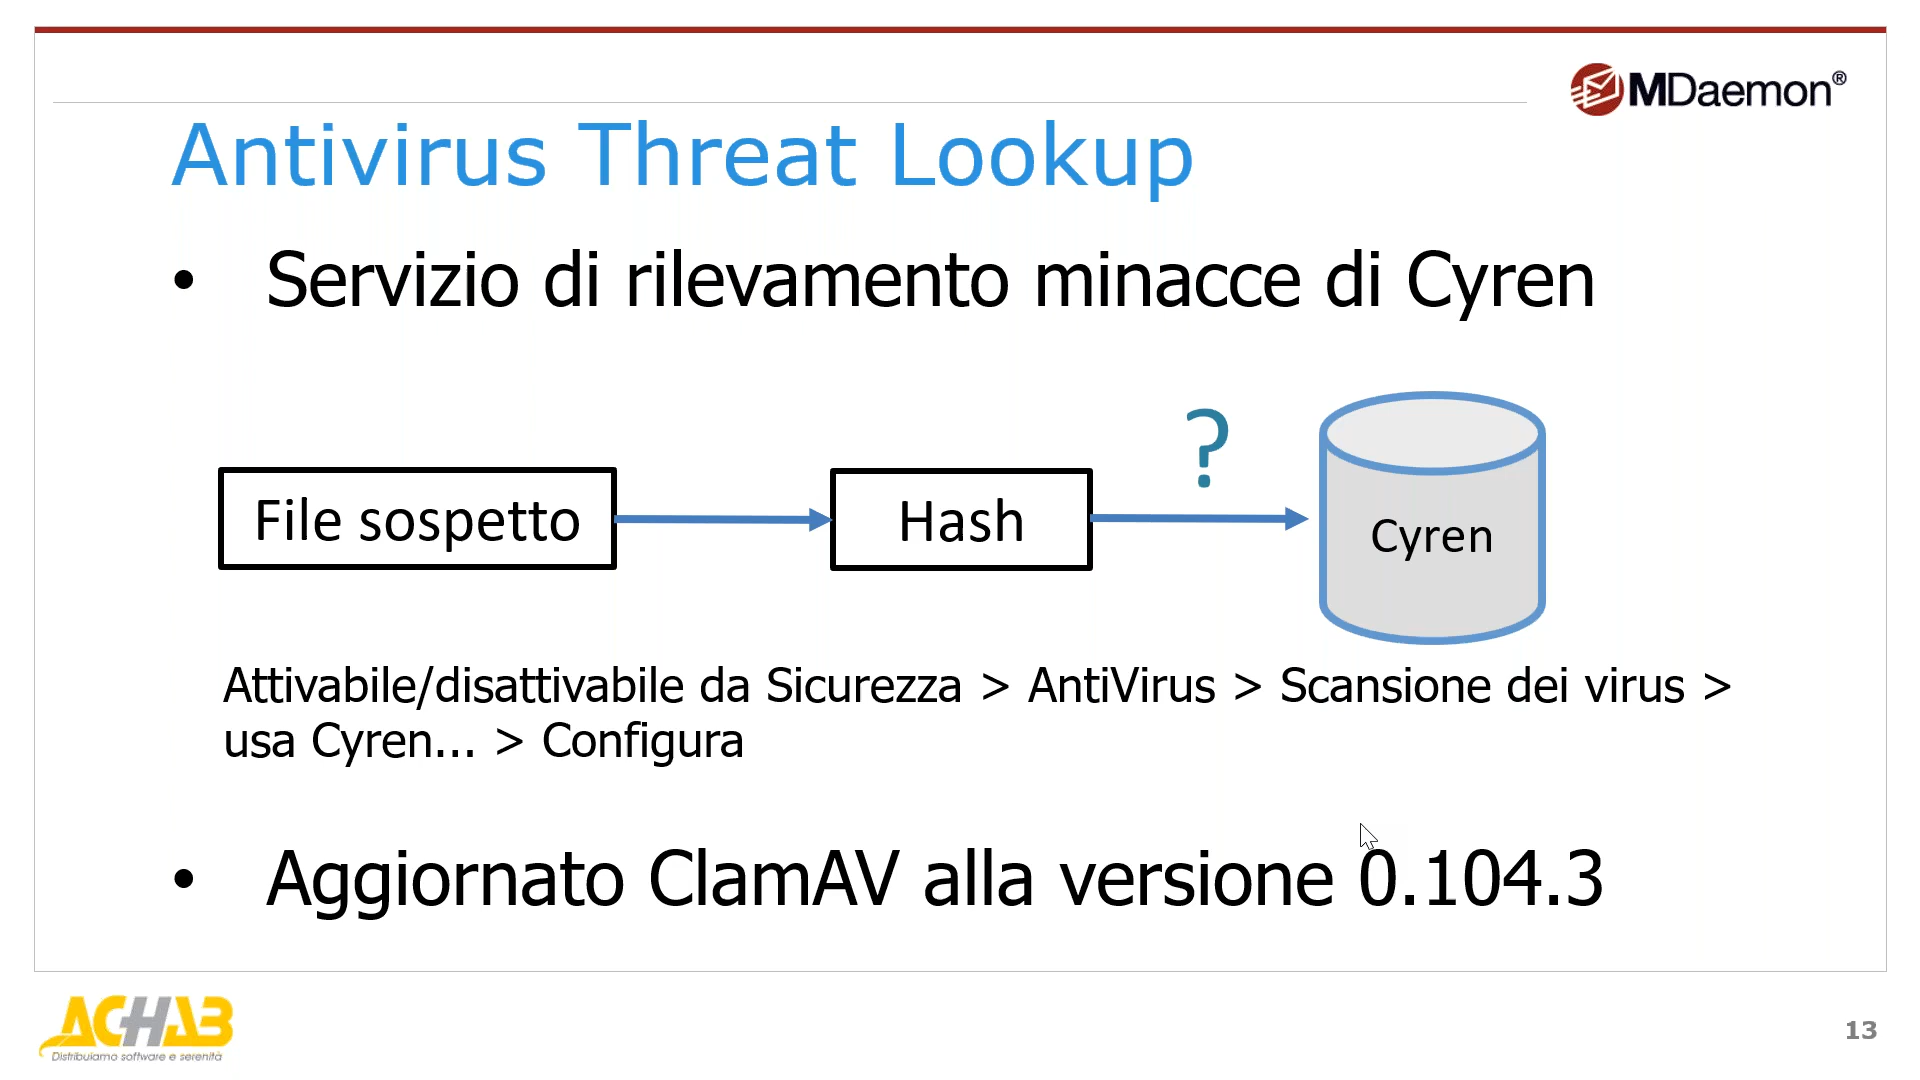 MDaemon®
Antivirus Threat Lookup
• Servizio di rilevamento minacce di Cyren
?
File sospetto
Hash
Cyren
Attivabile/disattivabile da Sicurezza > AntiVirus > Scansione dei virus >
usa Cyren... > Configura
• Aggiornato ClamAV alla versione 0.104.3
ACHAB
Distribuiamo software e serenità
13